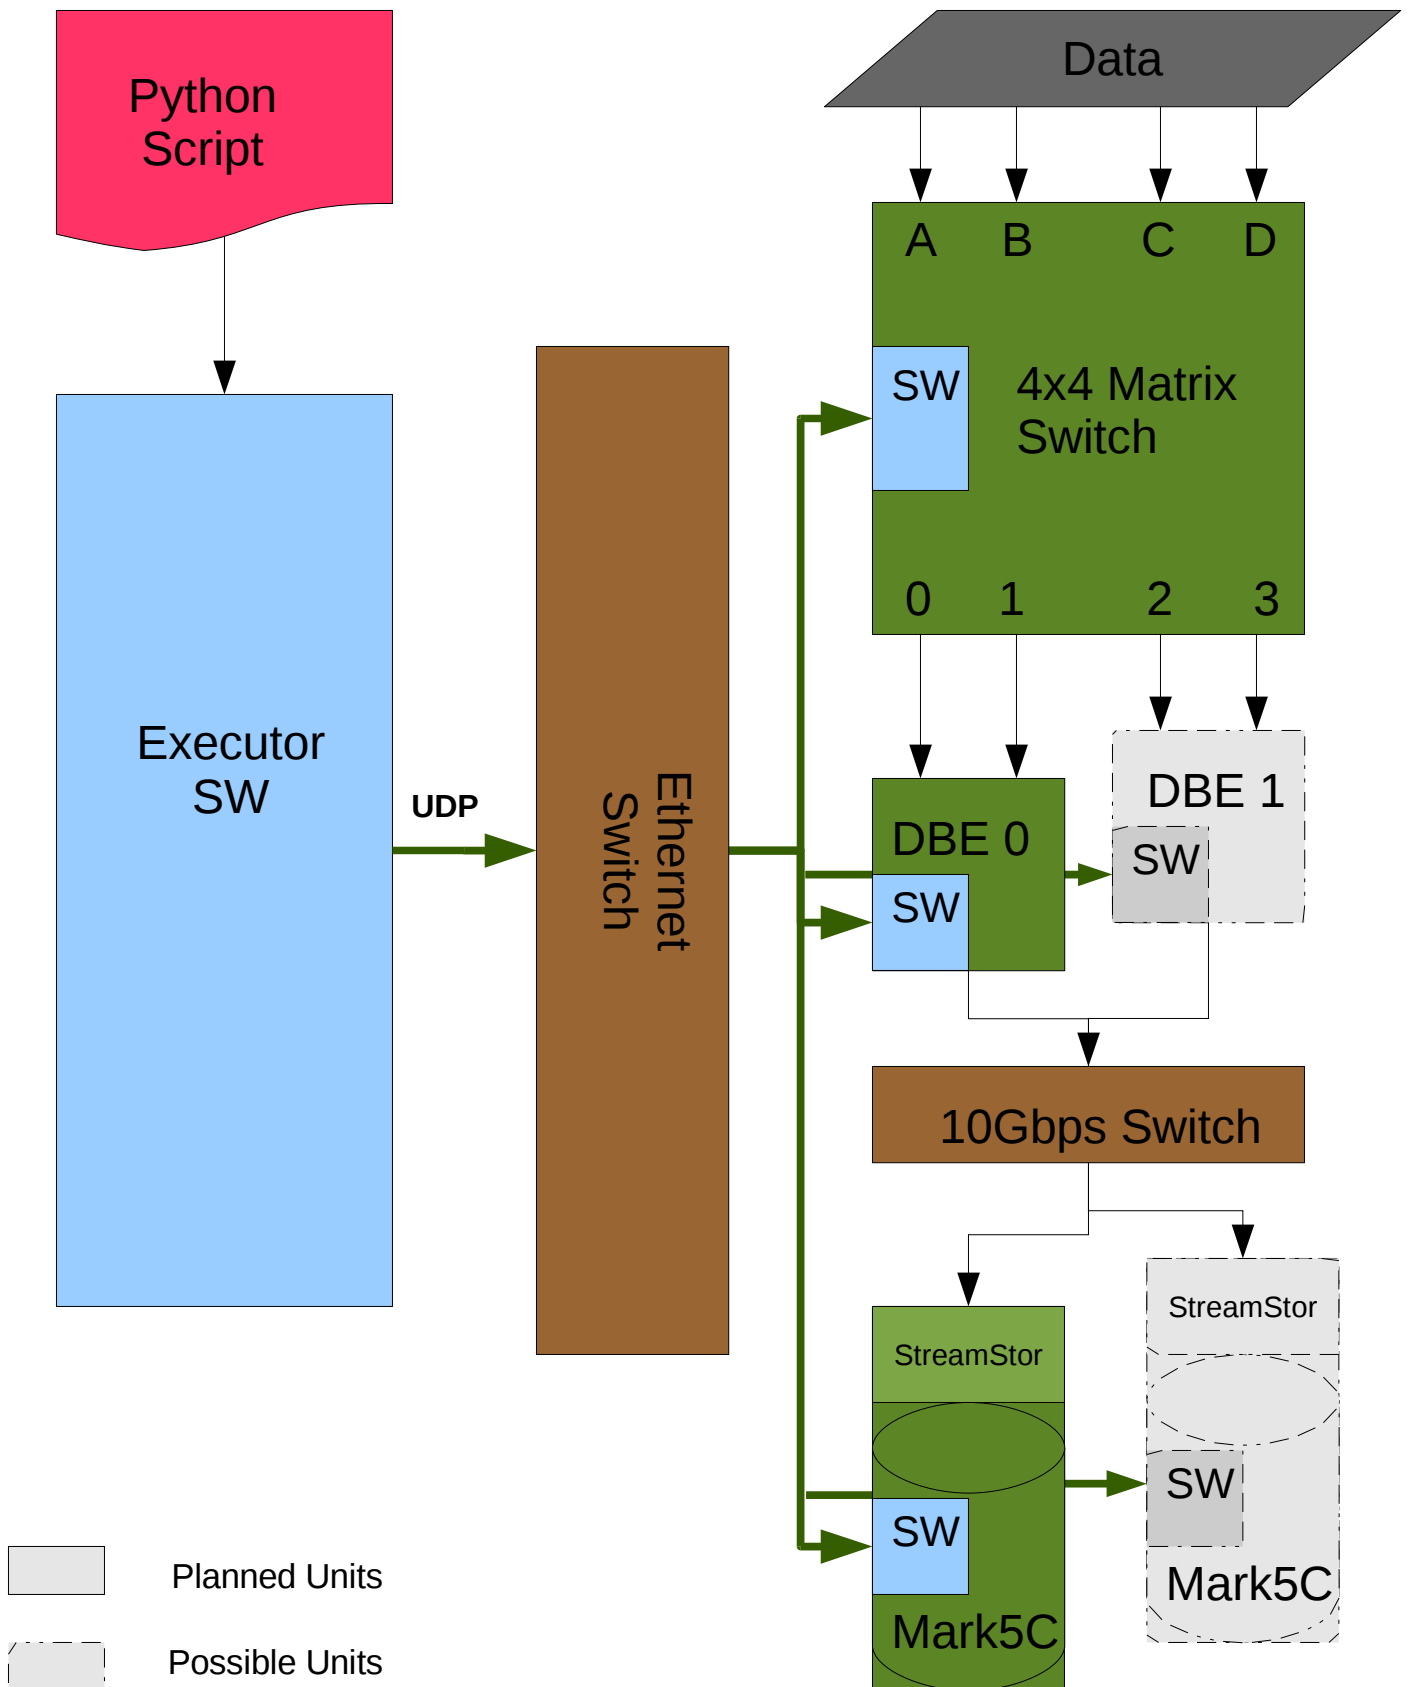 Python
Script
Data
A B C D
SW
4x4 Matrix
Switch
0 1 2 3
Executor
SW
UDP
Ethernet
Switch
DBE 0
SW
DBE 1
SW
10Gbps Switch
StreamStor
SW
Mark5C
StreamStor
SW
Mark5C
Planned Units
Possible Units